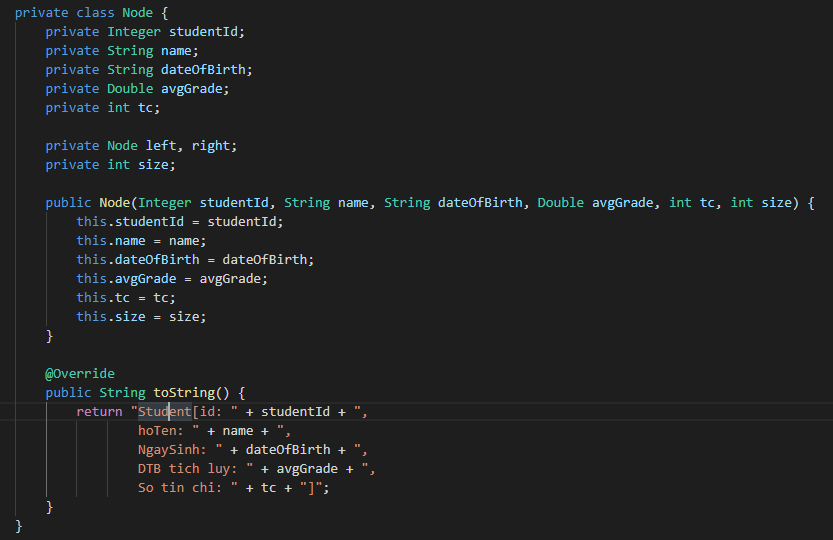 private class Node {
    private Integer studentId;
    private String name;
    private String dateOfBirth;
    private Double avgGrade;
    private int tc;

    private Node left, right;
    private int size;

    public Node(Integer studentId, String name, String dateOfBirth, Double avgGrade, int tc, int size) {
        this.studentId = studentId;
        this.name = name;
        this.dateOfBirth = dateOfBirth;
        this.avgGrade = avgGrade;
        this.tc = tc;
        this.size = size;
    }

    @Override
    public String toString() {
        return "Student[id: " + studentId + ",
                hoTen: " + name + ",
                NgaySinh: " + dateOfBirth + ",
                DTB tich luy: " + avgGrade + ",
                So tin chi: " + tc + "]";
    }
}